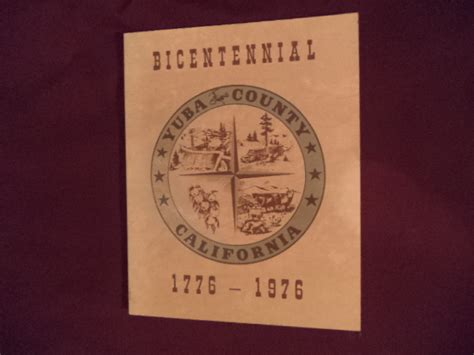 BICENTENNIAL
YUBA COUNTY
CALIFORNIA
1776 - 1976